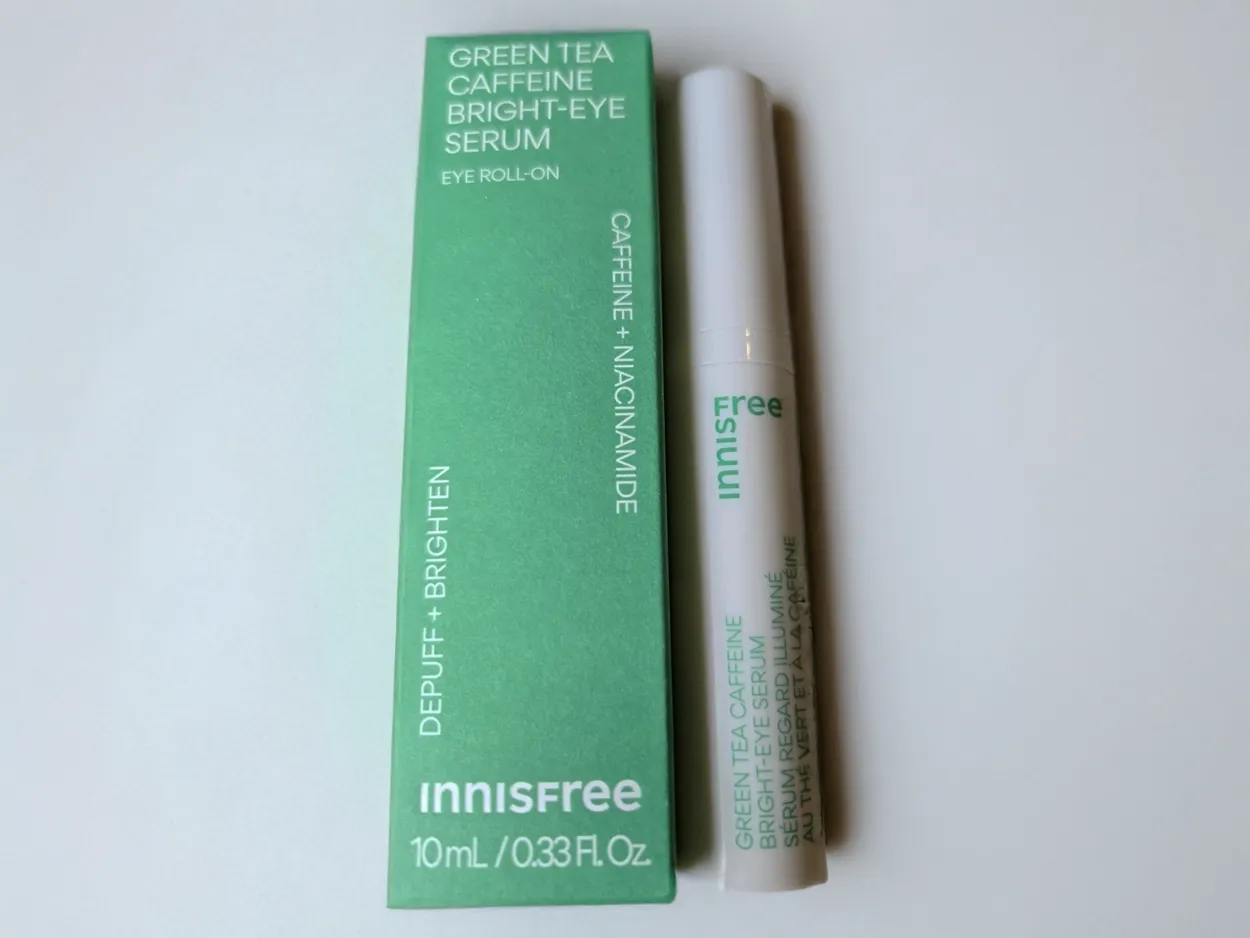 GREEN TEA
CAFFEINE
BRIGHT-EYE
SERUM
EYE ROLL-ON
CAFFEINE + NIACINAMIDE
DEPUFF + BRIGHTEN
INNISFree
10 mL / 0.33 Fl. Oz.
INNISFree
GREEN TEA CAFFEINE
BRIGHT-EYE SERUM
SÉRUM REGARD ILLUMINÉ
AU THÉ VERT ET À LA CAFÉINE